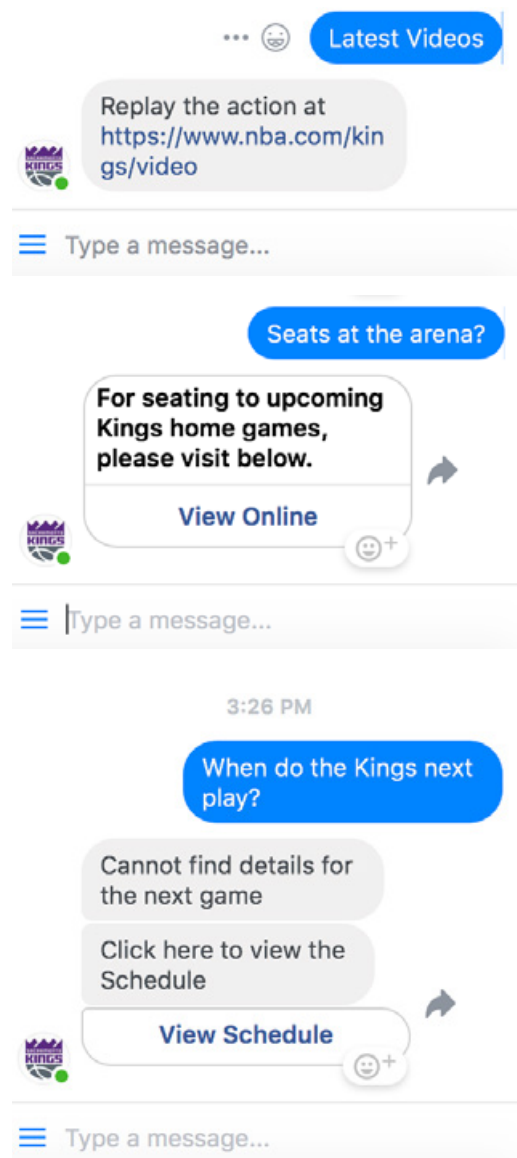 Latest Videos
Replay the action at
https://www.nba.com/kin
gs/video
KINGS
Type a message...
Seats at the arena?
For seating to upcoming
Kings home games,
please visit below.
View Online
KINGS
Type a message...
3:26 PM
When do the Kings next
play?
Cannot find details for
the next game
Click here to view the
Schedule
View Schedule
KINGS
Type a message...